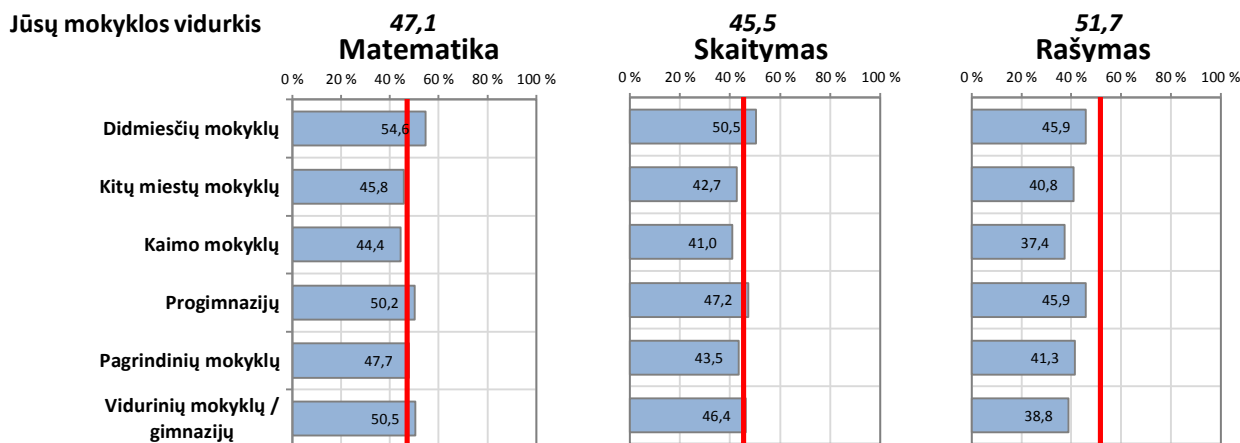 Jūsų mokyklos vidurkis 47,1 45,5 51,7
Matematika Skaitymas Rašymas
0 % 20 % 40 % 60 % 80 % 100 % 0 % 20 % 40 % 60 % 80 % 100 % 0 % 20 % 40 % 60 % 80 % 100 %
Didmiesčių mokyklų 54,6 50,5 45,9
Kitų miestų mokyklų 45,8 42,7 40,8
Kaimo mokyklų 44,4 41,0 37,4
Progimnazijų 50,2 47,2 45,9
Pagrindinių mokyklų 47,7 43,5 41,3
Vidurinių mokyklų /
gimnazijų 50,5 46,4 38,8